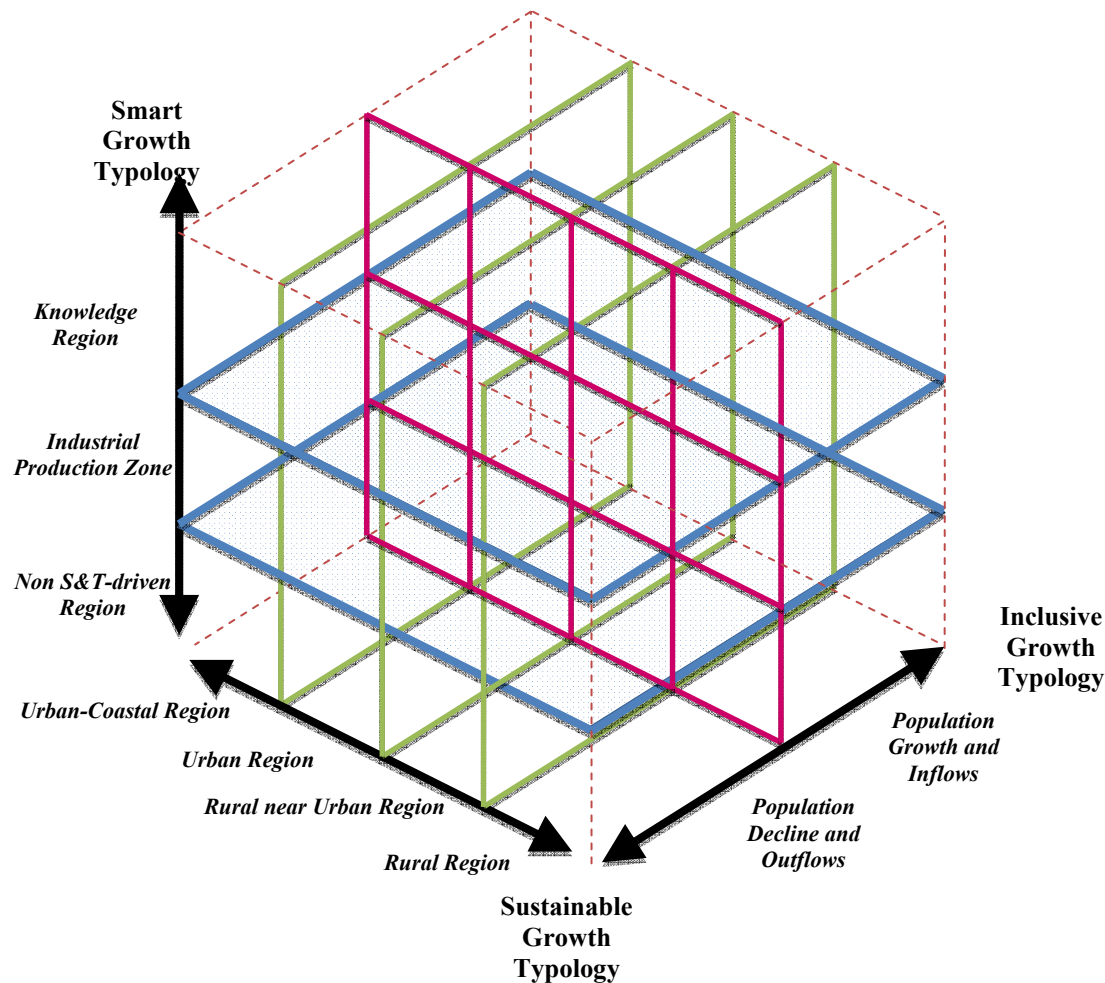 Smart
Growth
Typology
Knowledge
Region
Industrial
Production Zone
Non S&T-driven
Region
Urban-Coastal Region
Urban Region
Rural near Urban Region
Rural Region
Sustainable
Growth
Typology
Population
Decline and
Outflows
Population
Growth and
Inflows
Inclusive
Growth
Typology